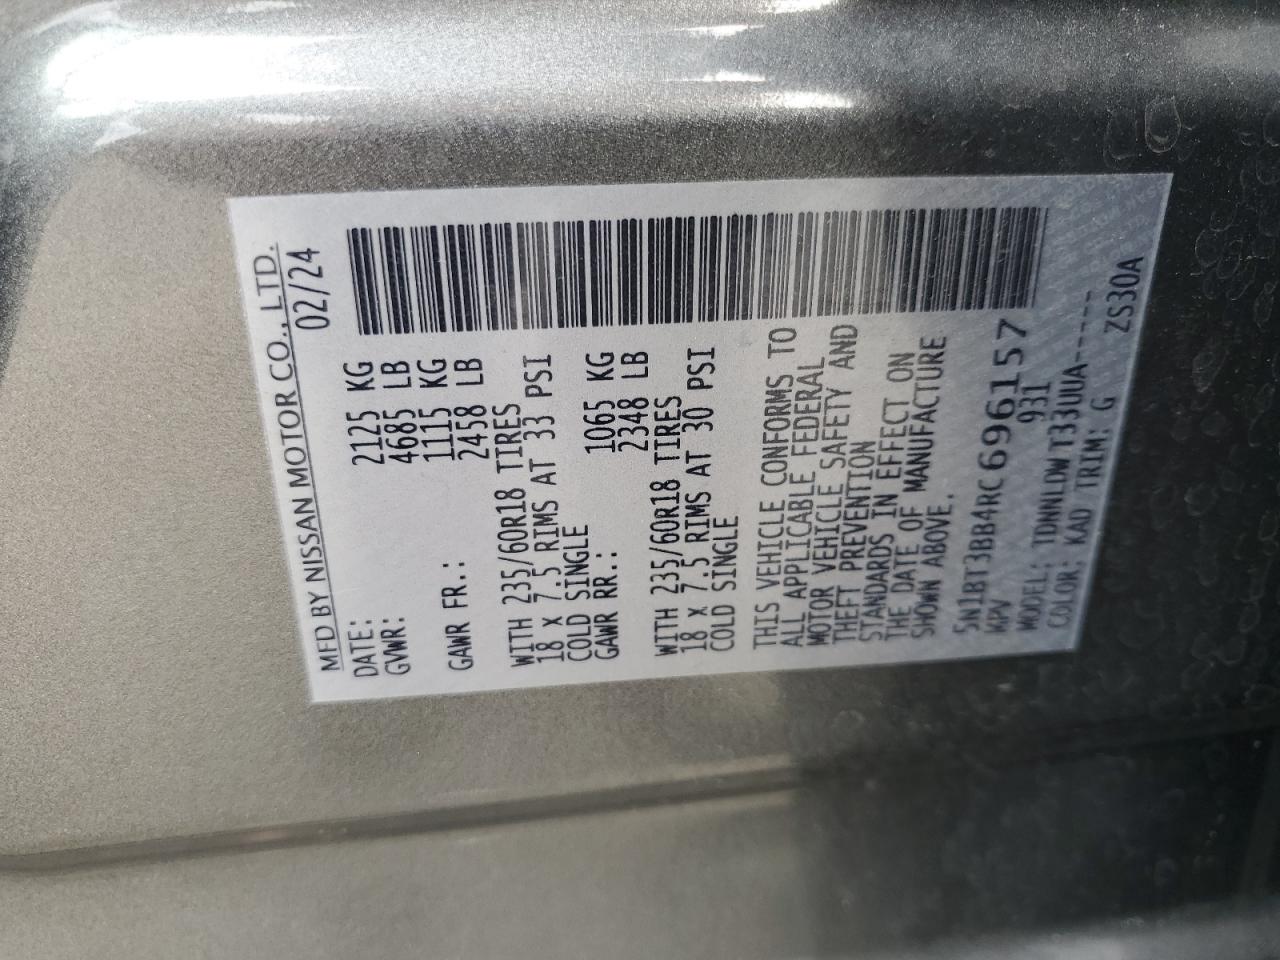 MFD BY NISSAN MOTOR CO., LTD.
DATE: 02/24
GVWR: 2125 KG
4685 LB
GAWR FR.: 1115 KG
2458 LB
WITH 235/60R18 TIRES
18 X 7.5 RIMS AT 33 PSI
COLD SINGLE
GAWR RR.: 1065 KG
2348 LB
WITH 235/60R18 TIRES
18 X 7.5 RIMS AT 30 PSI
COLD SINGLE
THIS VEHICLE CONFORMS TO
ALL APPLICABLE FEDERAL
MOTOR VEHICLE SAFETY AND
THEFT PREVENTION
STANDARDS IN EFFECT ON
THE DATE OF MANUFACTURE
SHOWN ABOVE.
5N1BT3BB4RC696157
MPV 931
MODEL: TDNNLDW T33UUA-----
COLOR: KAD TRIM: G ZS30A